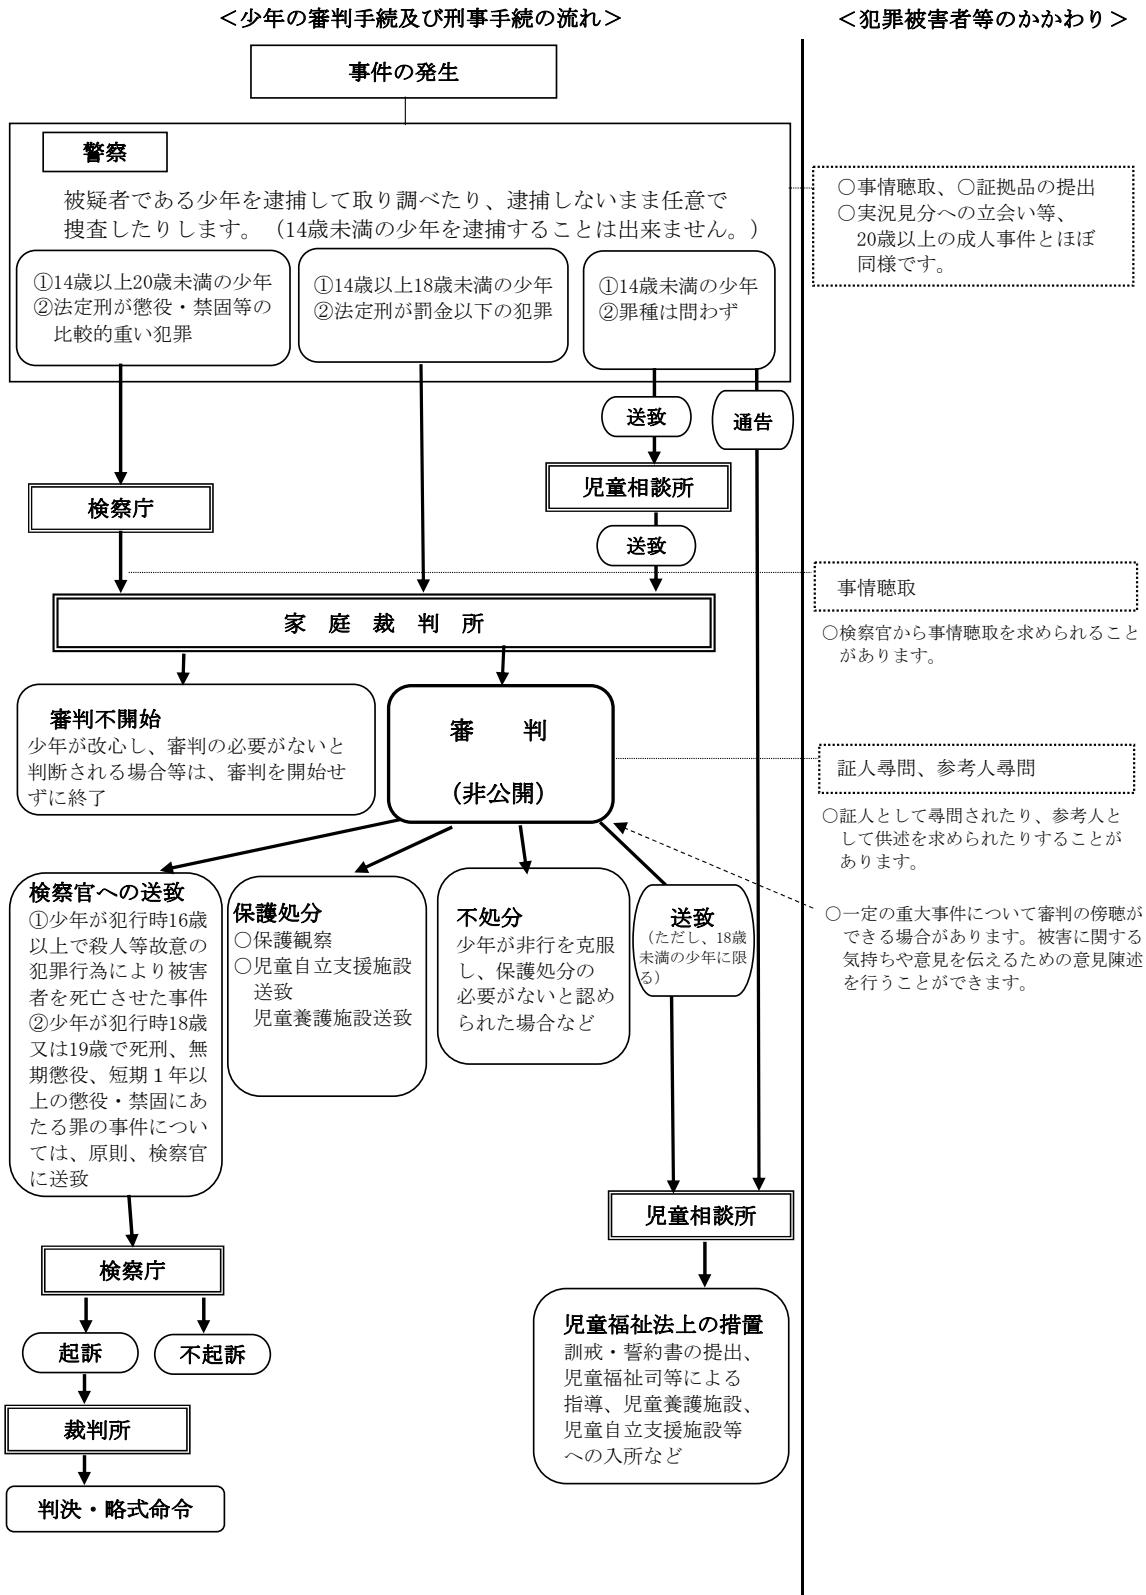 ＜少年の審判手続及び刑事手続の流れ＞
＜犯罪被害者等のかかわり＞
事件の発生
警察
被疑者である少年を逮捕して取り調べたり、逮捕しないまま任意で
捜査したりします。（14歳未満の少年を逮捕することは出来ません。）
①14歳以上20歳未満の少年
②法定刑が懲役・禁固等の
比較的重い犯罪
①14歳以上18歳未満の少年
②法定刑が罰金以下の犯罪
①14歳未満の少年
②罪種は問わず
○事情聴取、○証拠品の提出
○実況見分への立会い等、
20歳以上の成人事件とほぼ
同様です。
送致
通告
児童相談所
検察庁
送致
事情聴取
○検察官から事情聴取を求められること
があります。
家　庭　裁　判　所
審判不開始
少年が改心し、審判の必要がないと
判断される場合等は、審判を開始せ
ずに終了
審　　判
（非公開）
証人尋問、参考人尋問
○証人として尋問されたり、参考人と
して供述を求められたりすることが
あります。
○一定の重大事件について審判の傍聴が
できる場合があります。被害に関する
気持ちや意見を伝えるための意見陳述
を行うことができます。
検察官への送致
①少年が犯行時16歳
以上で殺人等故意の
犯罪行為により被害
者を死亡させた事件
②少年が犯行時18歳
又は19歳で死刑、無
期懲役、短期１年以
上の懲役・禁固にあ
たる罪の事件につい
ては、原則、検察官
に送致
保護処分
○保護観察
○児童自立支援施設
送致
児童養護施設送致
不処分
少年が非行を克服
し、保護処分の
必要がないと認め
られた場合など
送致
（ただし、18歳
未満の少年に限
る）
児童相談所
検察庁
起訴
不起訴
裁判所
判決・略式命令
児童福祉法上の措置
訓戒・誓約書の提出、
児童福祉司等による
指導、児童養護施設、
児童自立支援施設等
への入所など